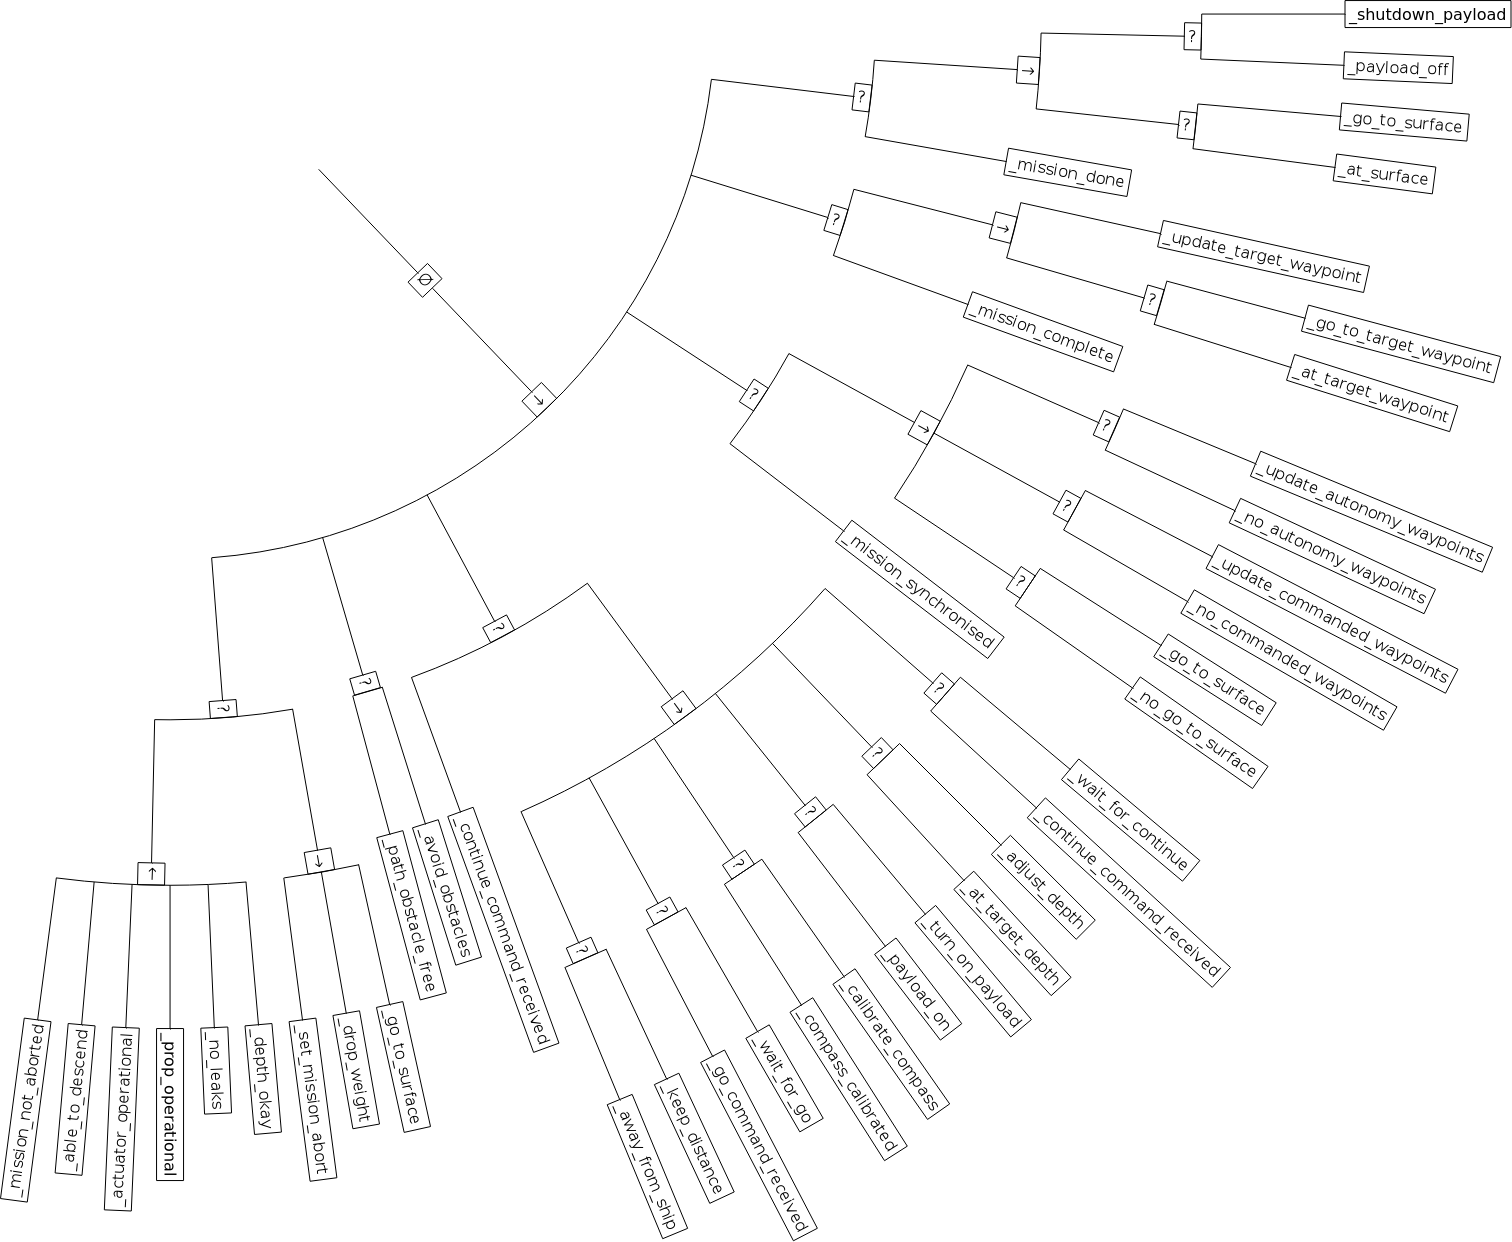 _shutdown_payload
?
_payload_off
→
?
?
_go_to_surface
_at_surface
_mission_done
?
→
_update_target_waypoint
?
_go_to_target_waypoint
_at_target_waypoint
_mission_complete
∅
→
?
→
?
_update_autonomy_waypoints
_no_autonomy_waypoints
?
_update_commanded_waypoints
_no_commanded_waypoints
?
_go_to_surface
_no_go_to_surface
_mission_synchronised
?
→
?
_wait_for_continue
_continue_command_received
?
_adjust_depth
_at_target_depth
?
_turn_on_payload
_payload_on
?
_calibrate_compass
_compass_calibrated
?
_wait_for_go
_go_command_received
?
_keep_distance
_away_from_ship
_continue_command_received
?
_avoid_obstacles
_path_obstacle_free
?
→
_go_to_surface
_drop_weight
_set_mission_abort
→
_depth_okay
_no_leaks
_prop_operational
_actuator_operational
_able_to_descend
_mission_not_aborted